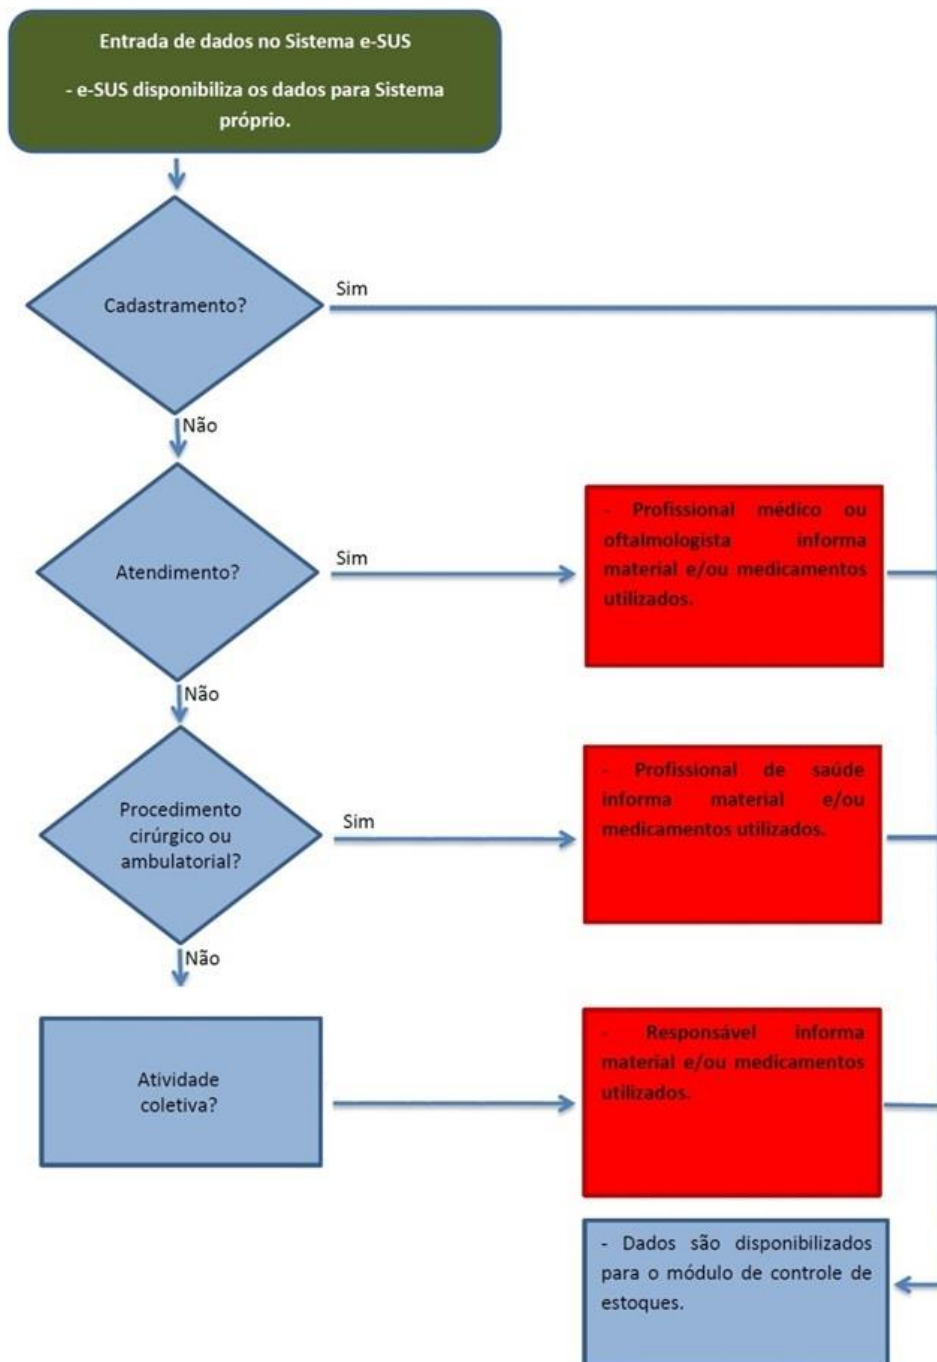 Entrada de dados no Sistema e-SUS
- e-SUS disponibiliza os dados para Sistema
próprio.
Cadastramento?
Sim
Não
Atendimento?
Sim
- Profissional médico ou
oftalmologista informa
material e/ou medicamentos
utilizados.
Não
Procedimento
cirúrgico ou
ambulatorial?
Sim
- Profissional de saúde
informa material e/ou
medicamentos utilizados.
Não
Atividade
coletiva?
- Responsável informa
material e/ou medicamentos
utilizados.
- Dados são disponibilizados
para o módulo de controle de
estoques.